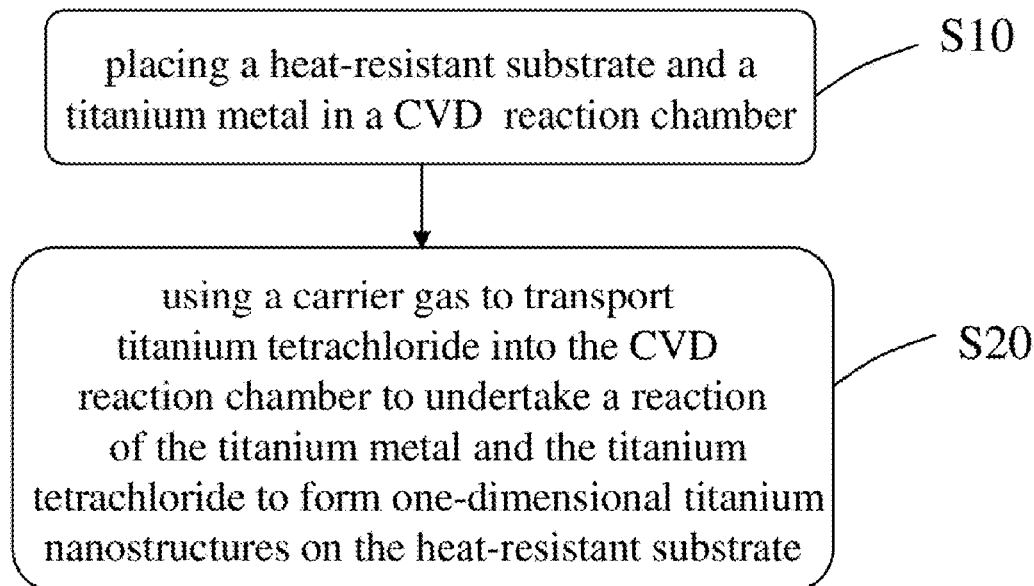 placing a heat-resistant substrate and a
titanium metal in a CVD reaction chamber
S10
using a carrier gas to transport
titanium tetrachloride into the CVD
reaction chamber to undertake a reaction
of the titanium metal and the titanium
tetrachloride to form one-dimensional titanium
nanostructures on the heat-resistant substrate
S20